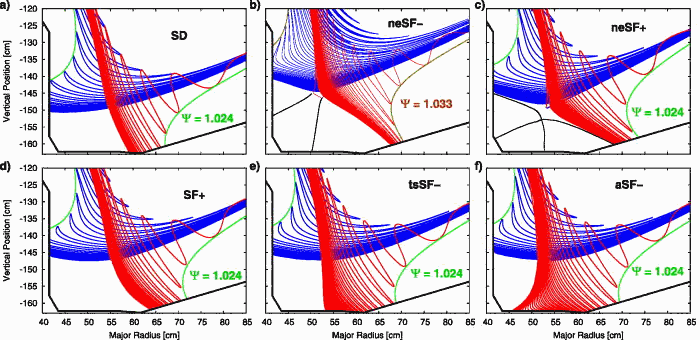 a) b) c)
SD neSF− neSF+
Ψ = 1.024 Ψ = 1.033 Ψ = 1.024
Vertical Position [cm]
-120
-125
-130
-135
-140
-145
-150
-155
-160
d) e) f)
SF+ tsSF− aSF−
Ψ = 1.024 Ψ = 1.024 Ψ = 1.024
Vertical Position [cm]
-120
-125
-130
-135
-140
-145
-150
-155
-160
40 45 50 55 60 65 70 75 80 85 40 45 50 55 60 65 70 75 80 85 40 45 50 55 60 65 70 75 80 85
Major Radius [cm] Major Radius [cm] Major Radius [cm]